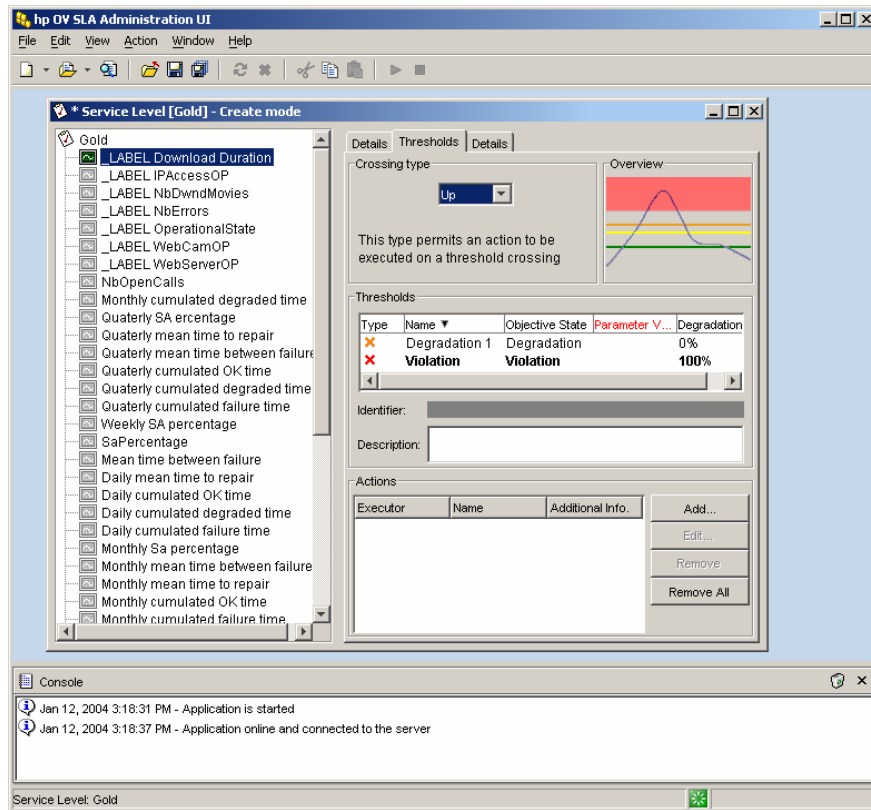 hp OV SLA Administration UI
File Edit View Action Window Help
* Service Level [Gold] - Create mode
Gold
_LABEL Download Duration
_LABEL IPAccessOP
_LABEL NbDwndMovies
_LABEL NbErrors
_LABEL OperationalState
_LABEL WebCamOP
_LABEL WebServerOP
NbOpenCalls
Monthly cumulated degraded time
Quaterly SA ercentage
Quaterly mean time to repair
Quaterly mean time between failure
Quaterly cumulated OK time
Quaterly cumulated degraded time
Quaterly cumulated failure time
Weekly SA percentage
SaPercentage
Mean time between failure
Daily mean time to repair
Daily cumulated OK time
Daily cumulated degraded time
Daily cumulated failure time
Monthly Sa percentage
Monthly mean time between failure
Monthly mean time to repair
Monthly cumulated OK time
Monthly cumulated failure time
Details Thresholds Details
Crossing type
Up
This type permits an action to be
executed on a threshold crossing
Overview
Thresholds
Type Name Objective State Parameter V... Degradation
Degradation 1 Degradation 0%
Violation Violation 100%
Identifier:
Description:
Actions
Executor Name Additional Info.
Add...
Edit...
Remove
Remove All
Console
Jan 12, 2004 3:18:31 PM - Application is started
Jan 12, 2004 3:18:37 PM - Application online and connected to the server
Service Level: Gold